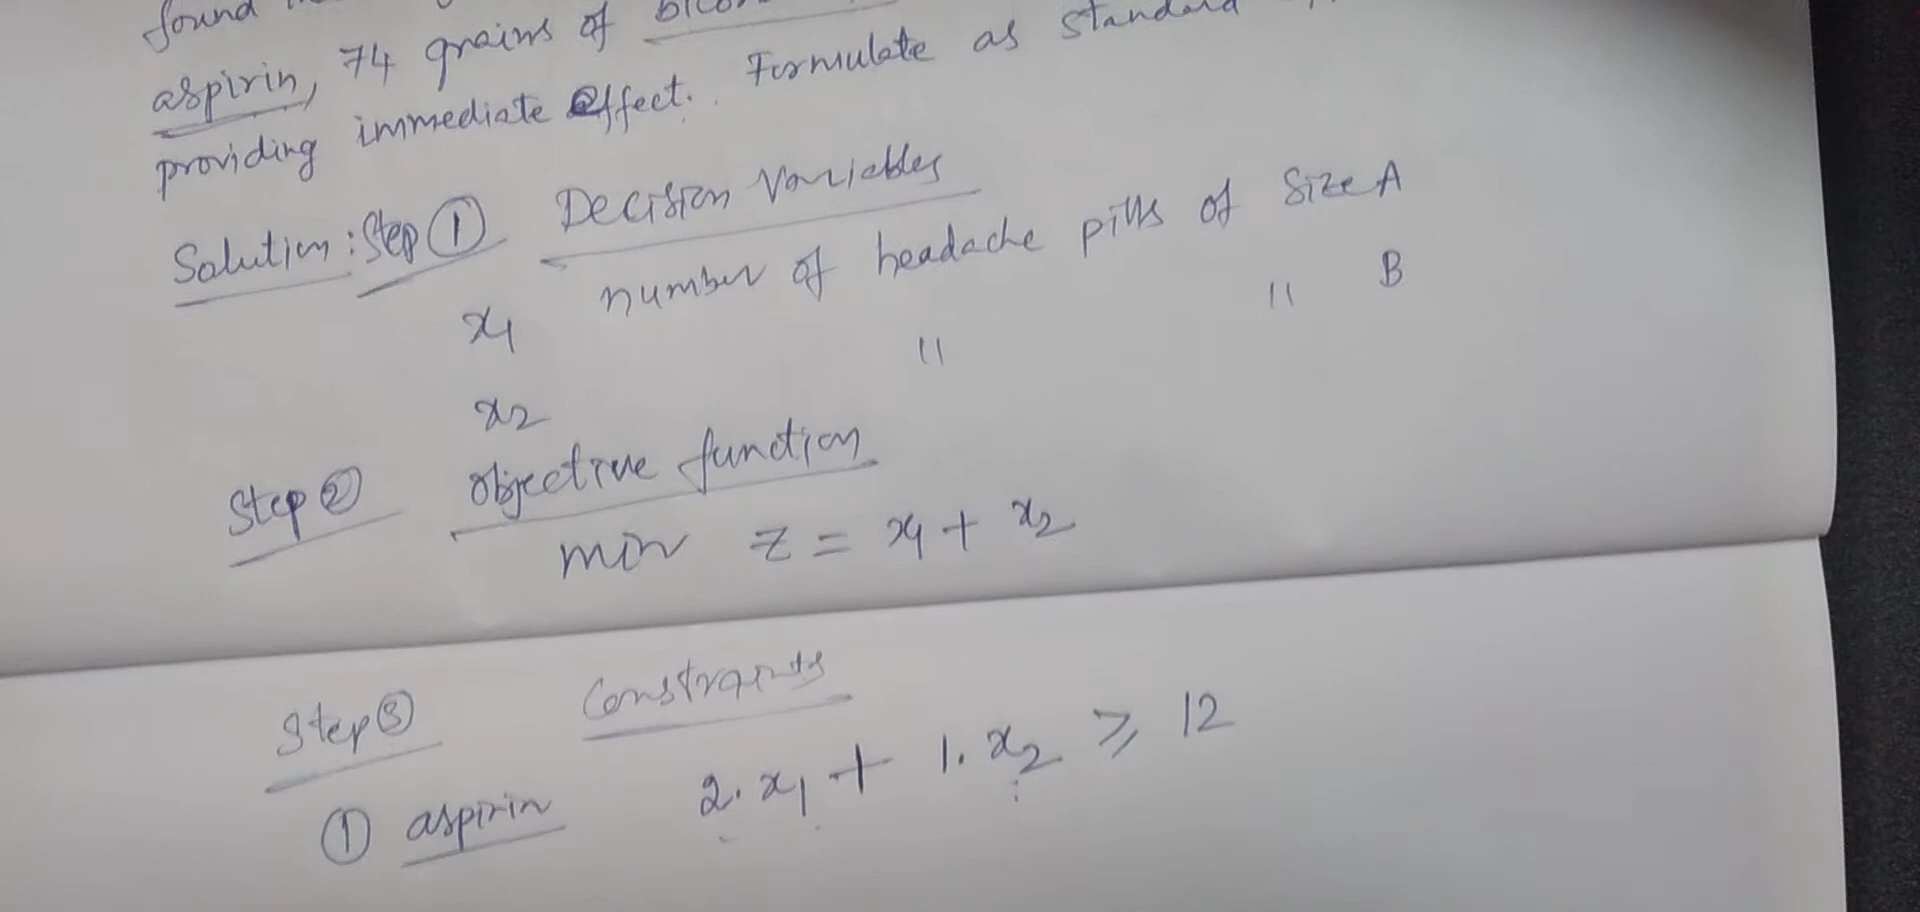 found
aspirin, 74 grains of
providing immediate effect. Formulate as standard
Solution: Step ① Decision Variables
x1 number of headache pills of Size A
x2 " " B
Step ② Objective function
min z = x1 + x2
Step ③ Constraints
① aspirin 2.x1 + 1.x2 ⩾ 12